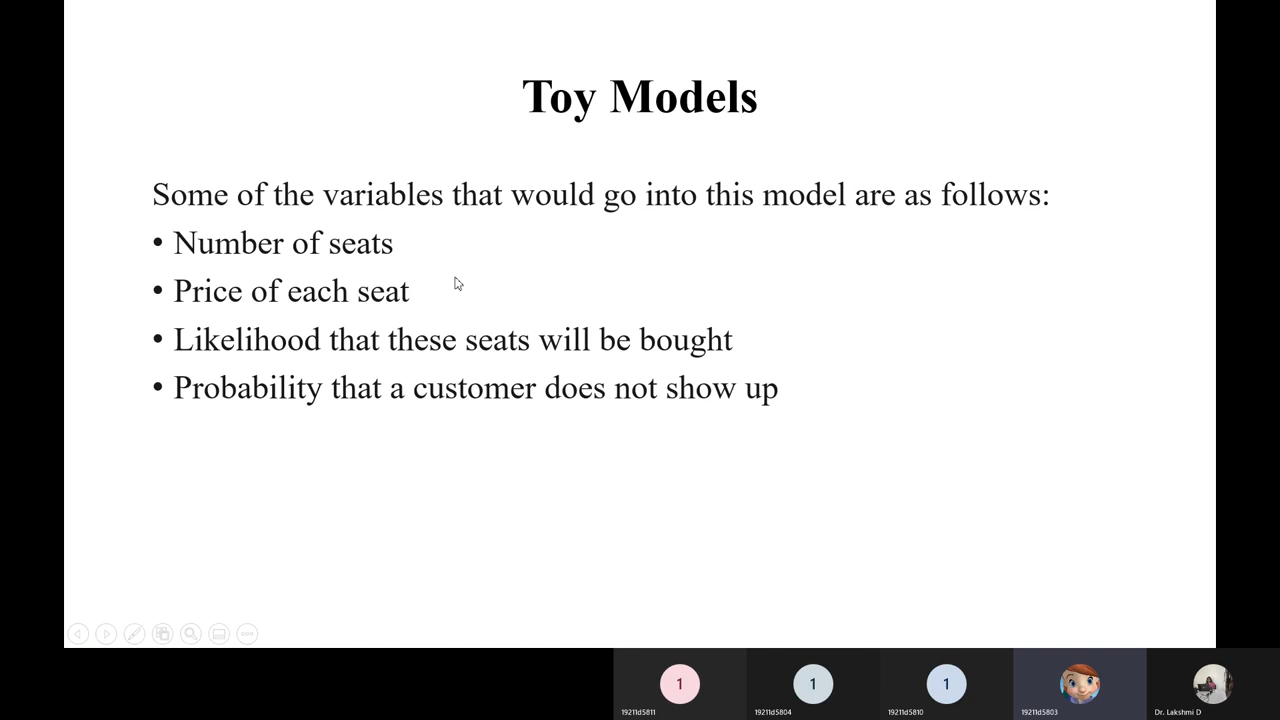 Toy Models
Some of the variables that would go into this model are as follows:
• Number of seats
• Price of each seat
• Likelihood that these seats will be bought
• Probability that a customer does not show up
1
1
1
19211d5811
19211d5804
19211d5810
19211d5803
Dr. Lakshmi D